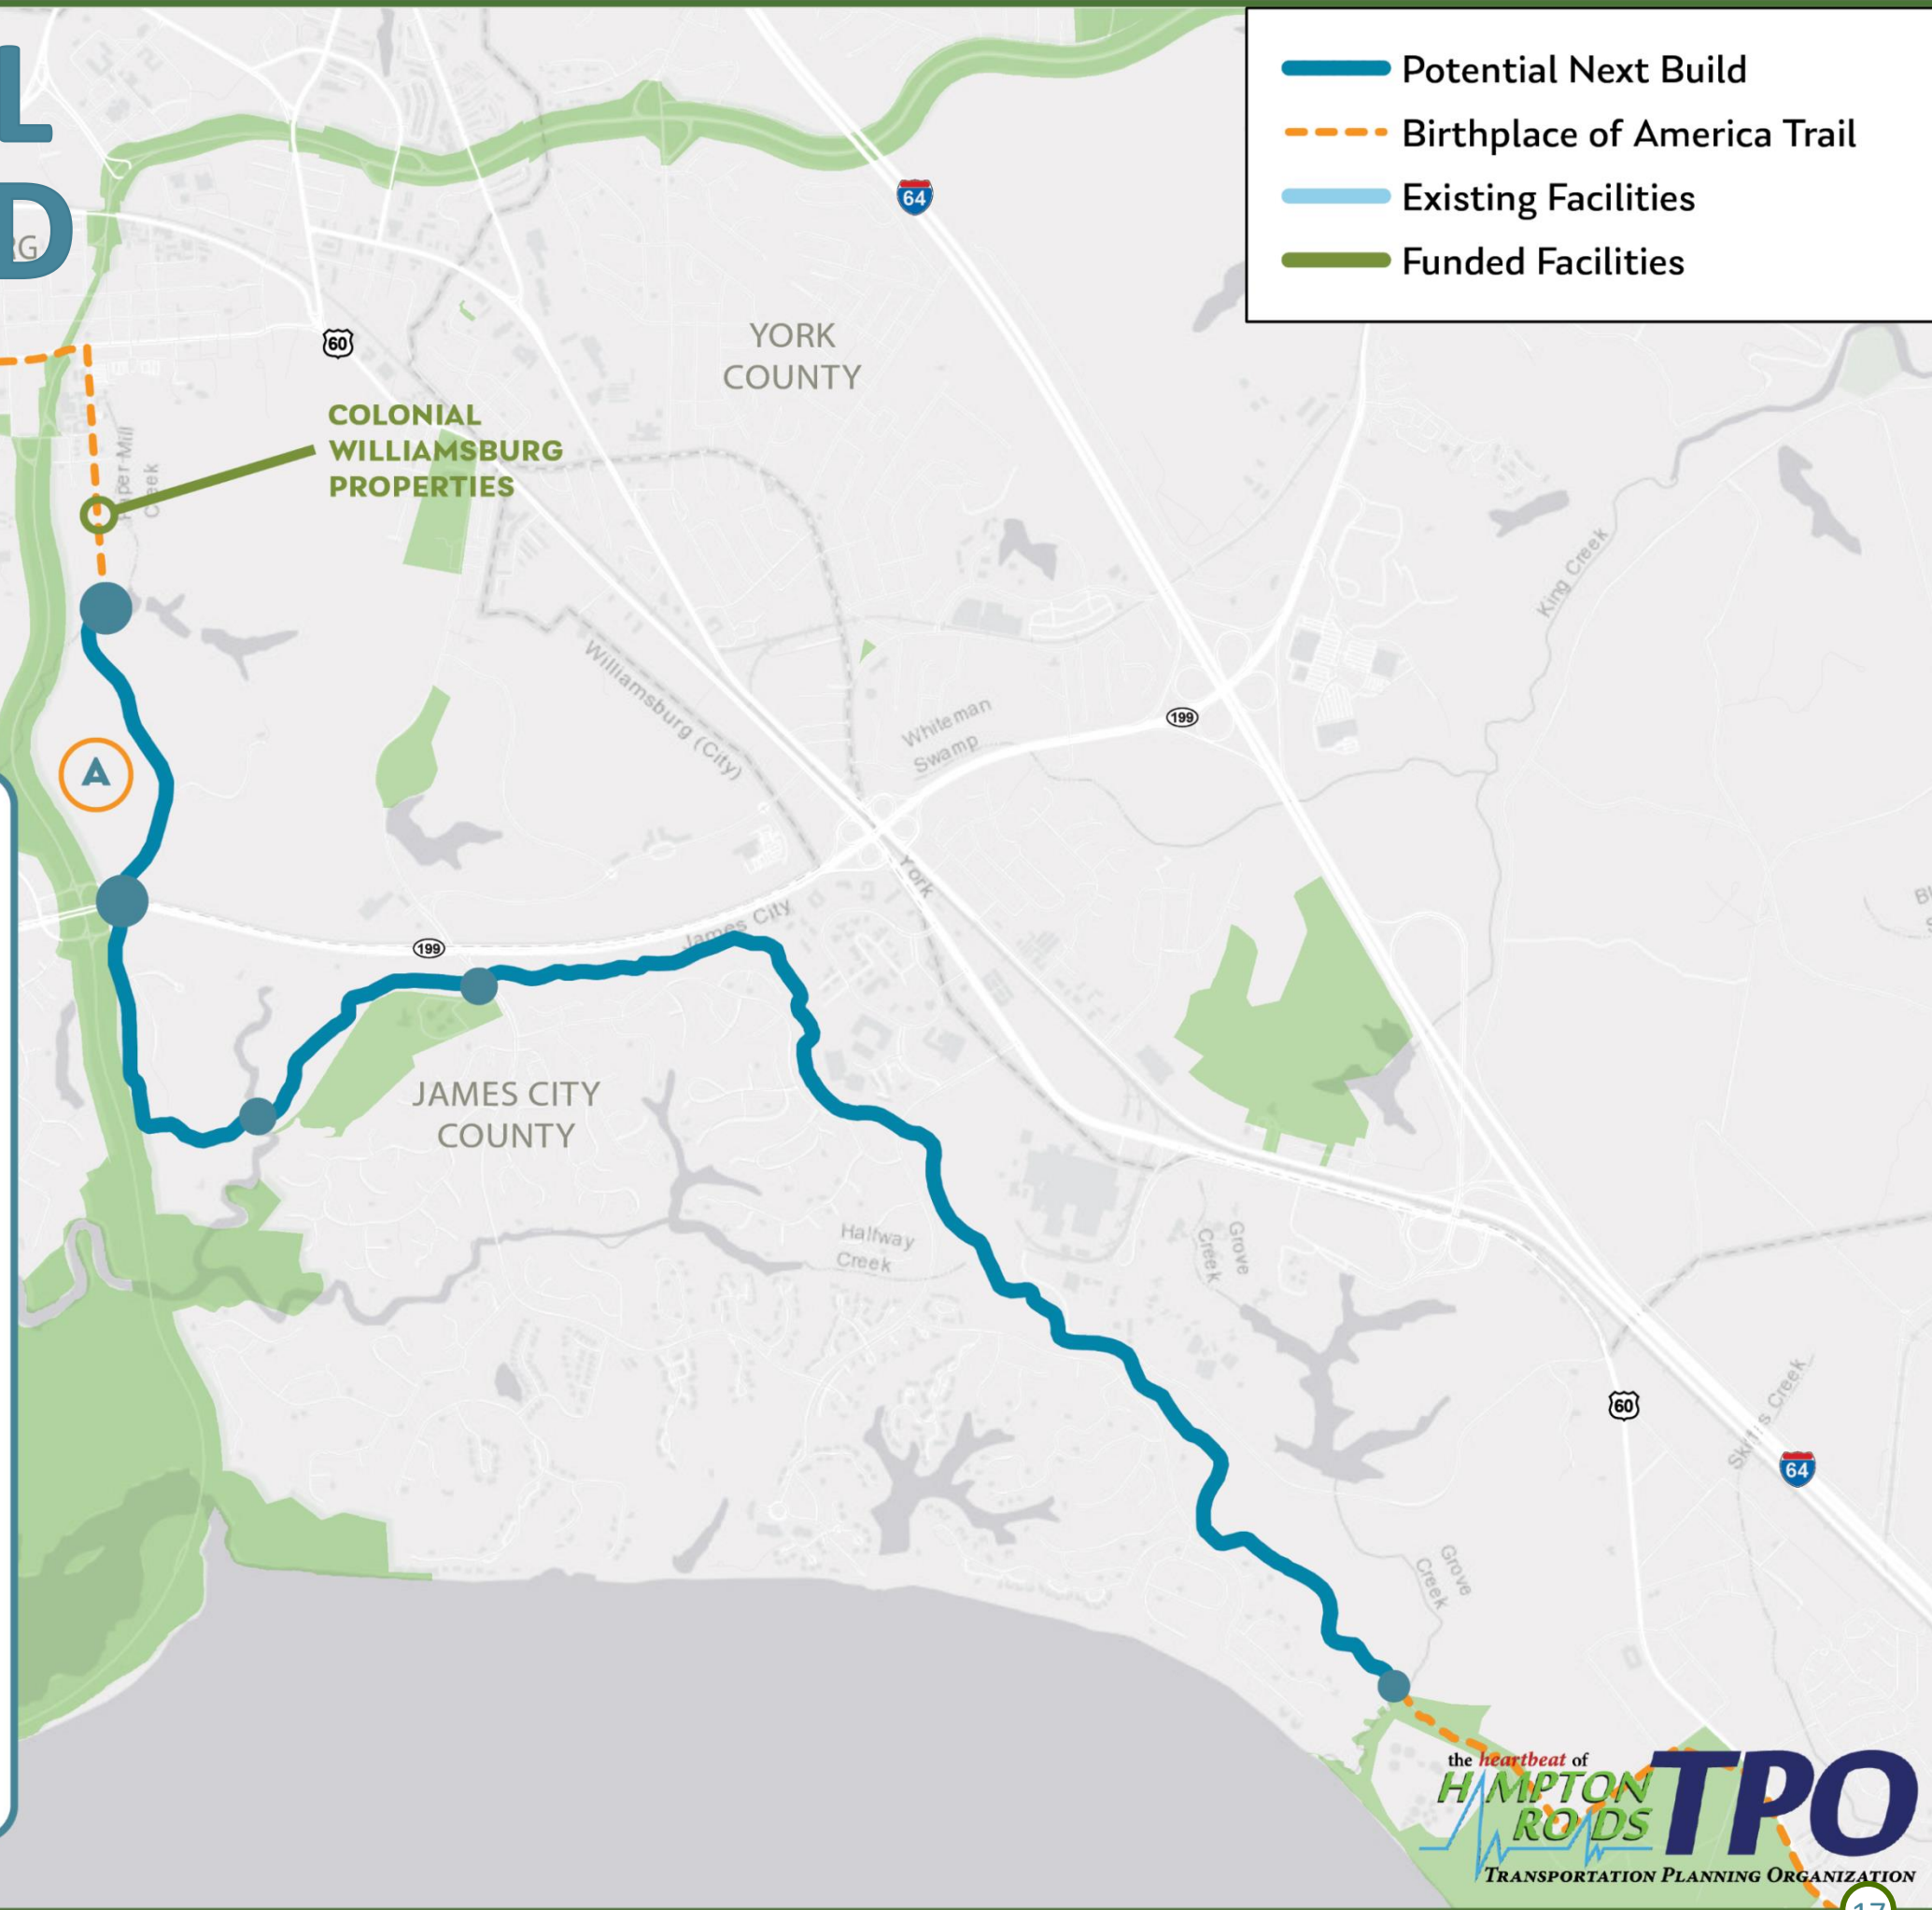 L
D
RG
Potential Next Build
Birthplace of America Trail
Existing Facilities
Funded Facilities
64
60
YORK
COUNTY
COLONIAL
WILLIAMSBURG
PROPERTIES
Creek
King Creek
Williamsburg (City)
Whiteman
Swamp
199
A
York
James City
199
JAMES CITY
COUNTY
Halfway
Creek
Grove
Creek
60
Creek
64
Grove
Creek
the heartbeat of
HAMPTON
ROADS
TPO
TRANSPORTATION PLANNING ORGANIZATION
17